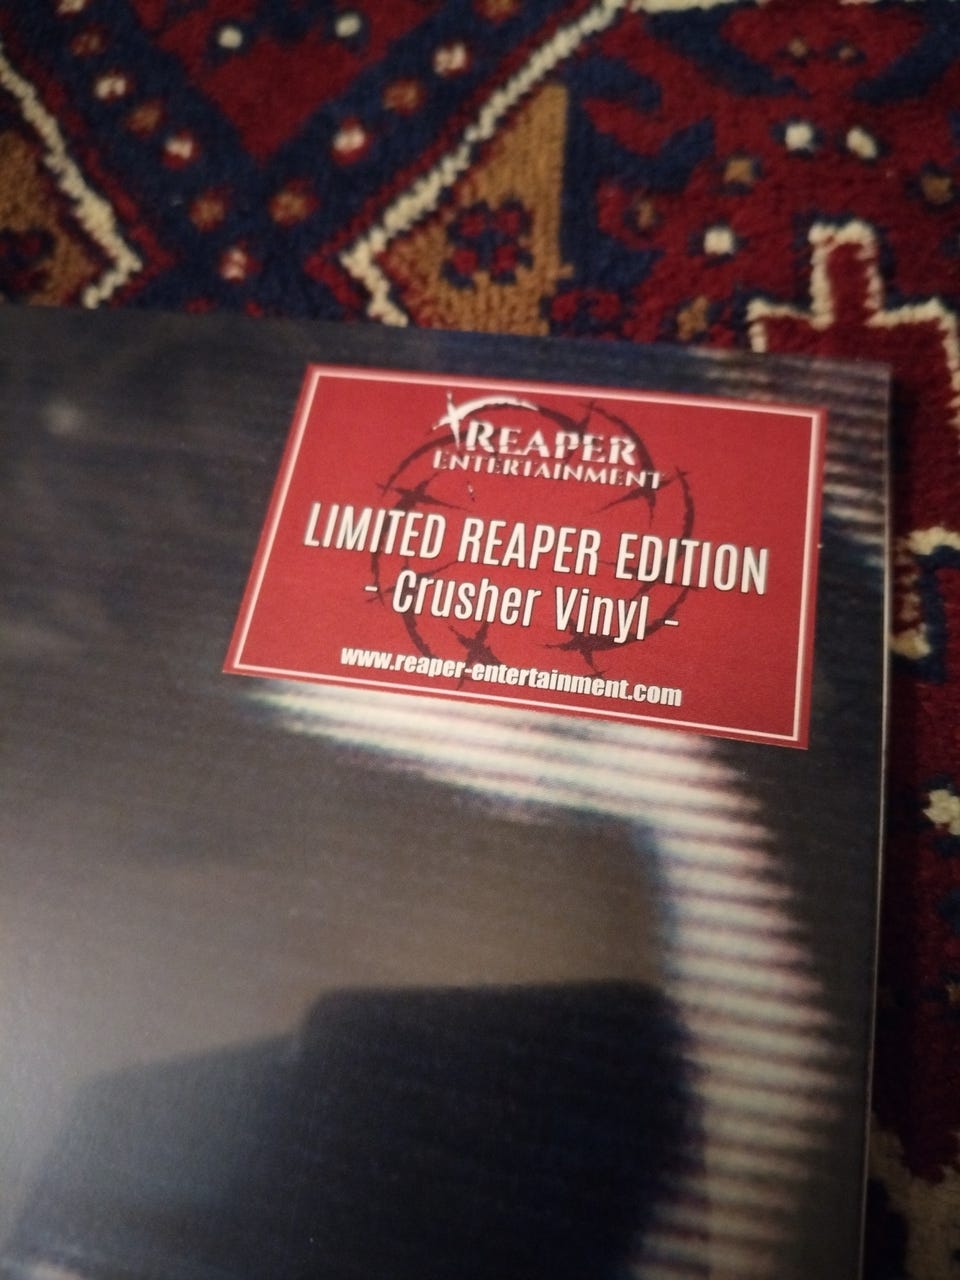 REAPER
ENTERTAINMENT
LIMITED REAPER EDITION
- Crusher Vinyl -
www.reaper-entertainment.com